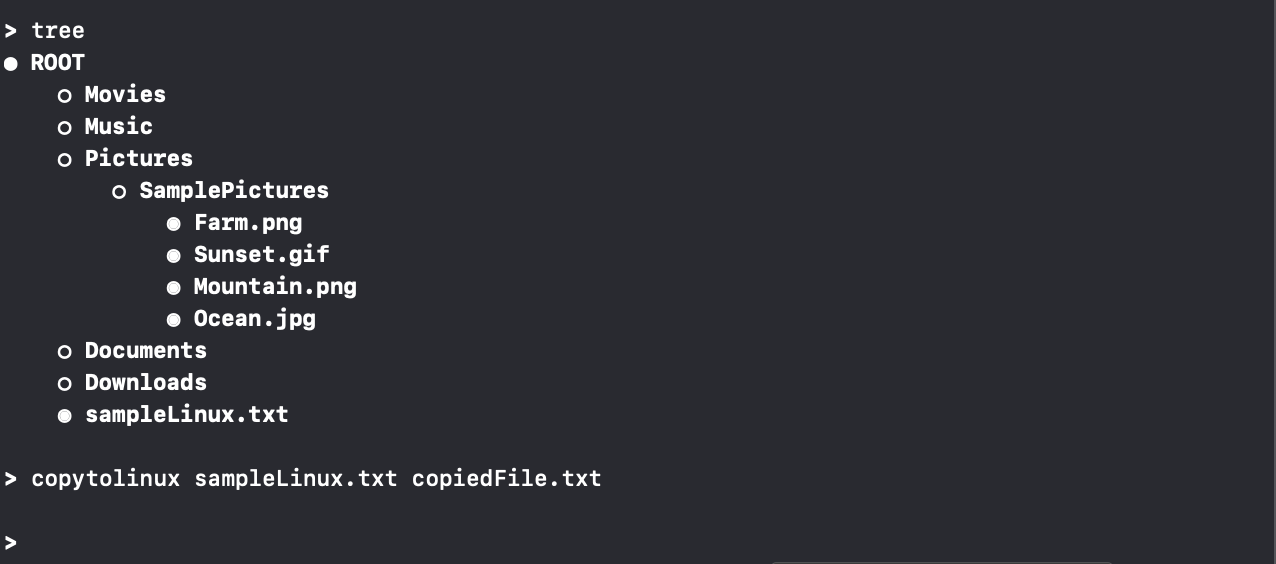 > tree
● ROOT
○ Movies
○ Music
○ Pictures
○ SamplePictures
◉ Farm.png
◉ Sunset.gif
◉ Mountain.png
◉ Ocean.jpg
○ Documents
○ Downloads
◉ sampleLinux.txt
> copytolinux sampleLinux.txt copiedFile.txt
>